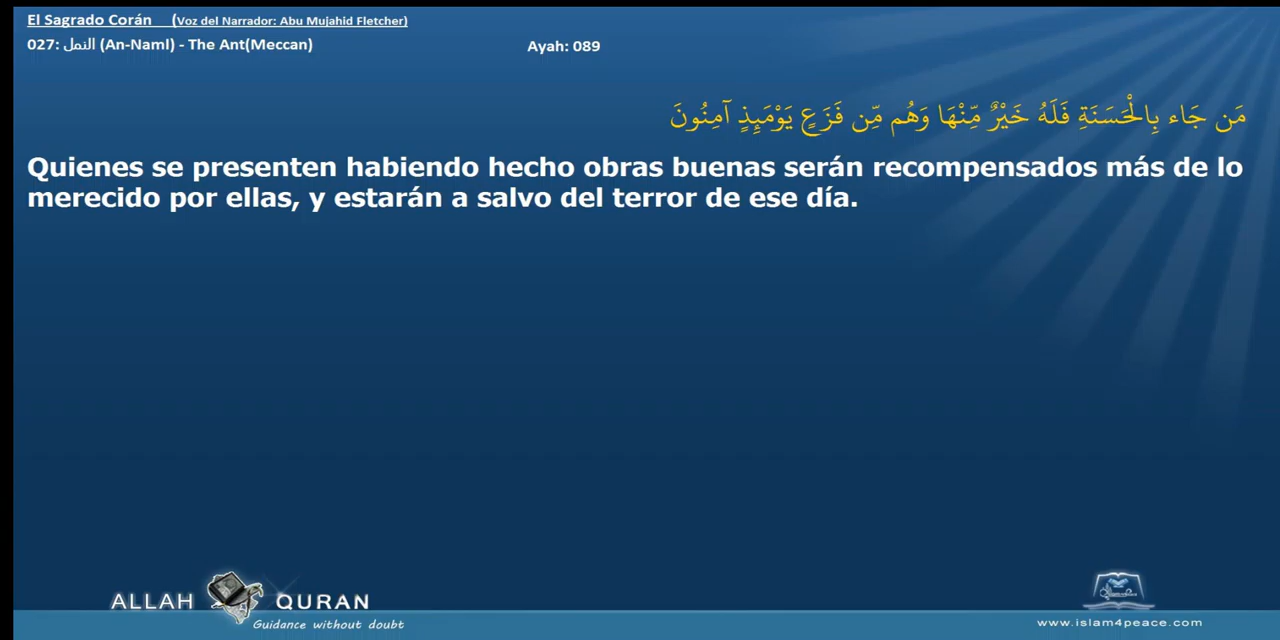 El Sagrado Corán (Voz del Narrador: Abu Mujahid Fletcher)
027: النمل (An-Naml) - The Ant(Meccan) Ayah: 089
مَن جَاء بِالْحَسَنَةِ فَلَهُ خَيْرٌ مِّنْهَا وَهُم مِّن فَزَعٍ يَوْمَئِذٍ آمِنُونَ
Quienes se presenten habiendo hecho obras buenas serán recompensados más de lo
merecido por ellas, y estarán a salvo del terror de ese día.
ALLAH QURAN
Guidance without doubt
www.islam4peace.com